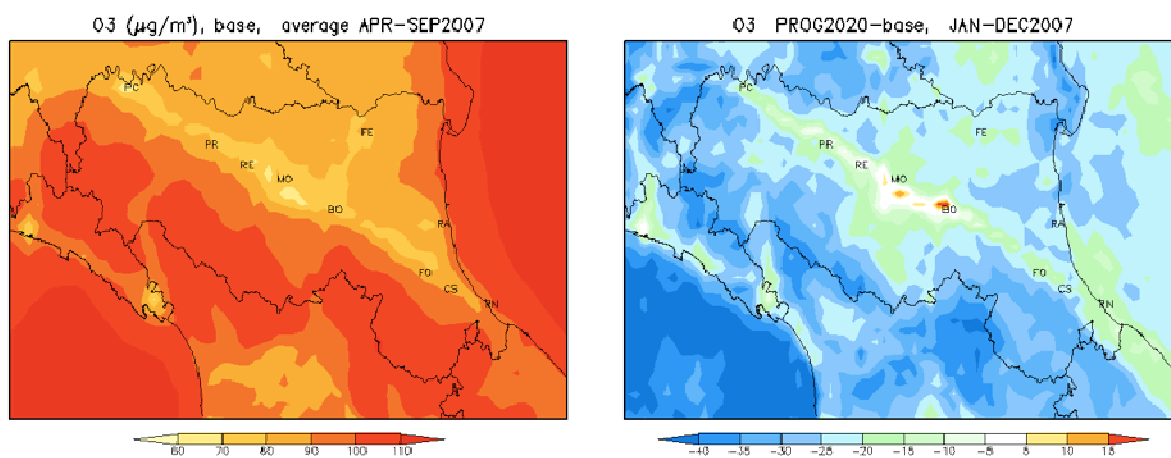 O3 (μg/m³), base, average APR-SEP2007
PC
FE
PR
RE
MO
BO
RA
FO
CS
RN
60 70 80 90 100 110
O3 PROG2020-base, JAN-DEC2007
PC
FE
PR
RE
MO
BO
RA
FO
CS
RN
-40 -35 -30 -25 -20 -15 -10 -5 5 10 15